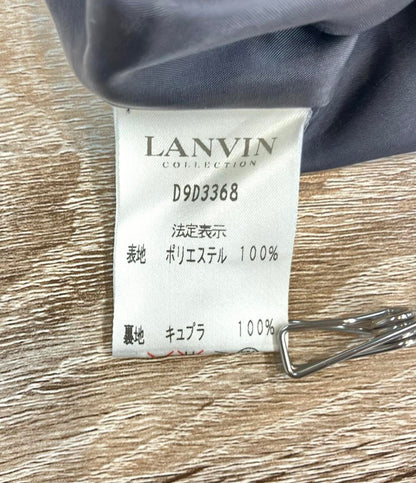 LANVIN
COLLECTION
D9D3368
法定表示
表地 ポリエステル 100%
裏地 キュプラ 100%